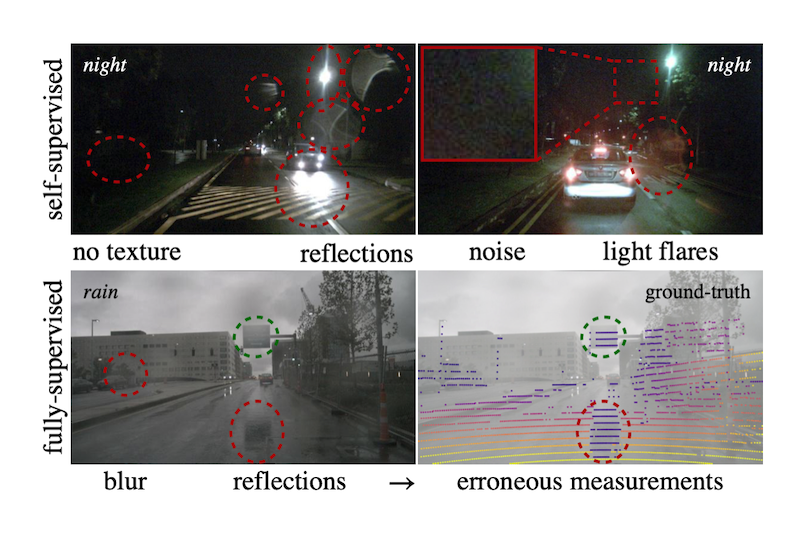 self-supervised
night
night
no texture
reflections
noise
light flares
fully-supervised
rain
ground-truth
blur
reflections
→
erroneous measurements